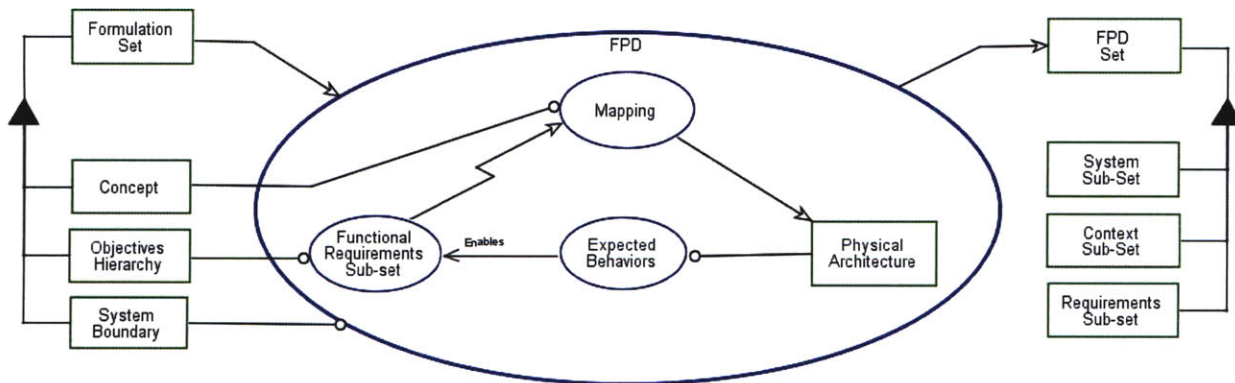 Formulation
Set
FPD
FPD
Set
Mapping
Concept
System
Sub-Set
Objectives
Hierarchy
Functional
Requirements
Sub-set
Enables
Expected
Behaviors
Physical
Architecture
Context
Sub-Set
System
Boundary
Requirements
Sub-set